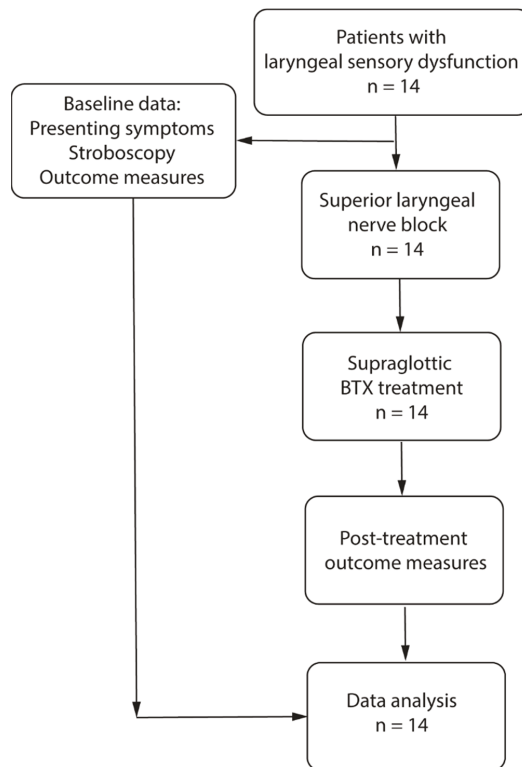 Patients with
laryngeal sensory dysfunction
n = 14
Baseline data:
Presenting symptoms
Stroboscopy
Outcome measures
Superior laryngeal
nerve block
n = 14
Supraglottic
BTX treatment
n = 14
Post-treatment
outcome measures
Data analysis
n = 14